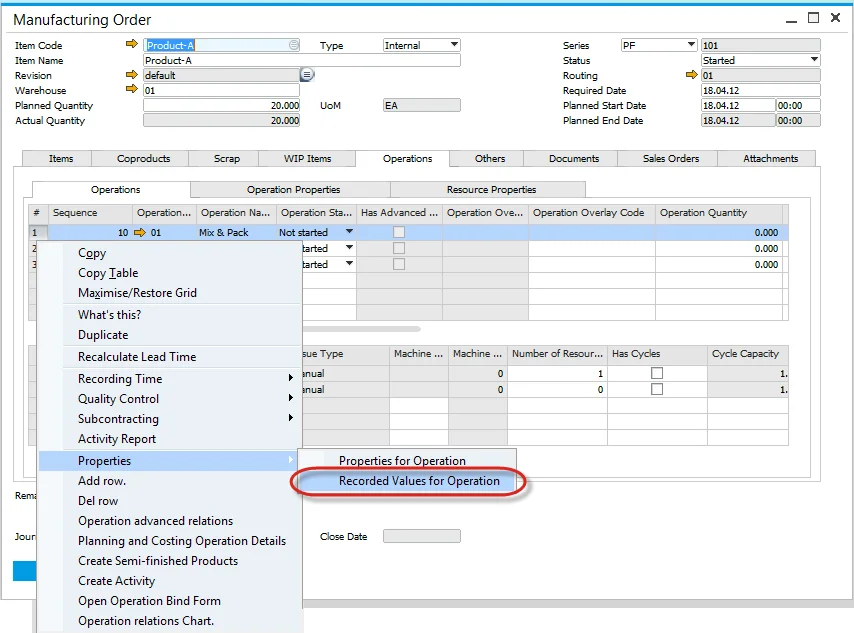 Manufacturing Order
Item Code Product-A Type Internal Series PF 101
Item Name Product-A Status Started
Revision default Routing 01
Warehouse 01 Required Date 18.04.12
Planned Quantity 20.000 UoM EA Planned Start Date 18.04.12 00:00
Actual Quantity 20.000 Planned End Date 18.04.12 00:00
Items Coproducts Scrap WIP Items Operations Others Documents Sales Orders Attachments
Operations Operation Properties Resource Properties
# Sequence Operation... Operation Na... Operation Sta... Has Advanced ... Operation Ove... Operation Overlay Code Operation Quantity
1 10 01 Mix & Pack Not started 0.000
2 tarted 0.000
3 tarted 0.000
Copy
Copy Table
Maximise/Restore Grid
What's this?
Duplicate
Recalculate Lead Time
Recording Time
Quality Control
Subcontracting
Activity Report
Properties
Add row.
Del row
Operation advanced relations
Planning and Costing Operation Details
Create Semi-finished Products
Create Activity
Open Operation Bind Form
Operation relations Chart.
sue Type Machine ... Machine ... Number of Resour... Has Cycles Cycle Capacity
anual 0 1 1.
anual 0 0 1.
Properties for Operation
Recorded Values for Operation
Rema
Jour Close Date